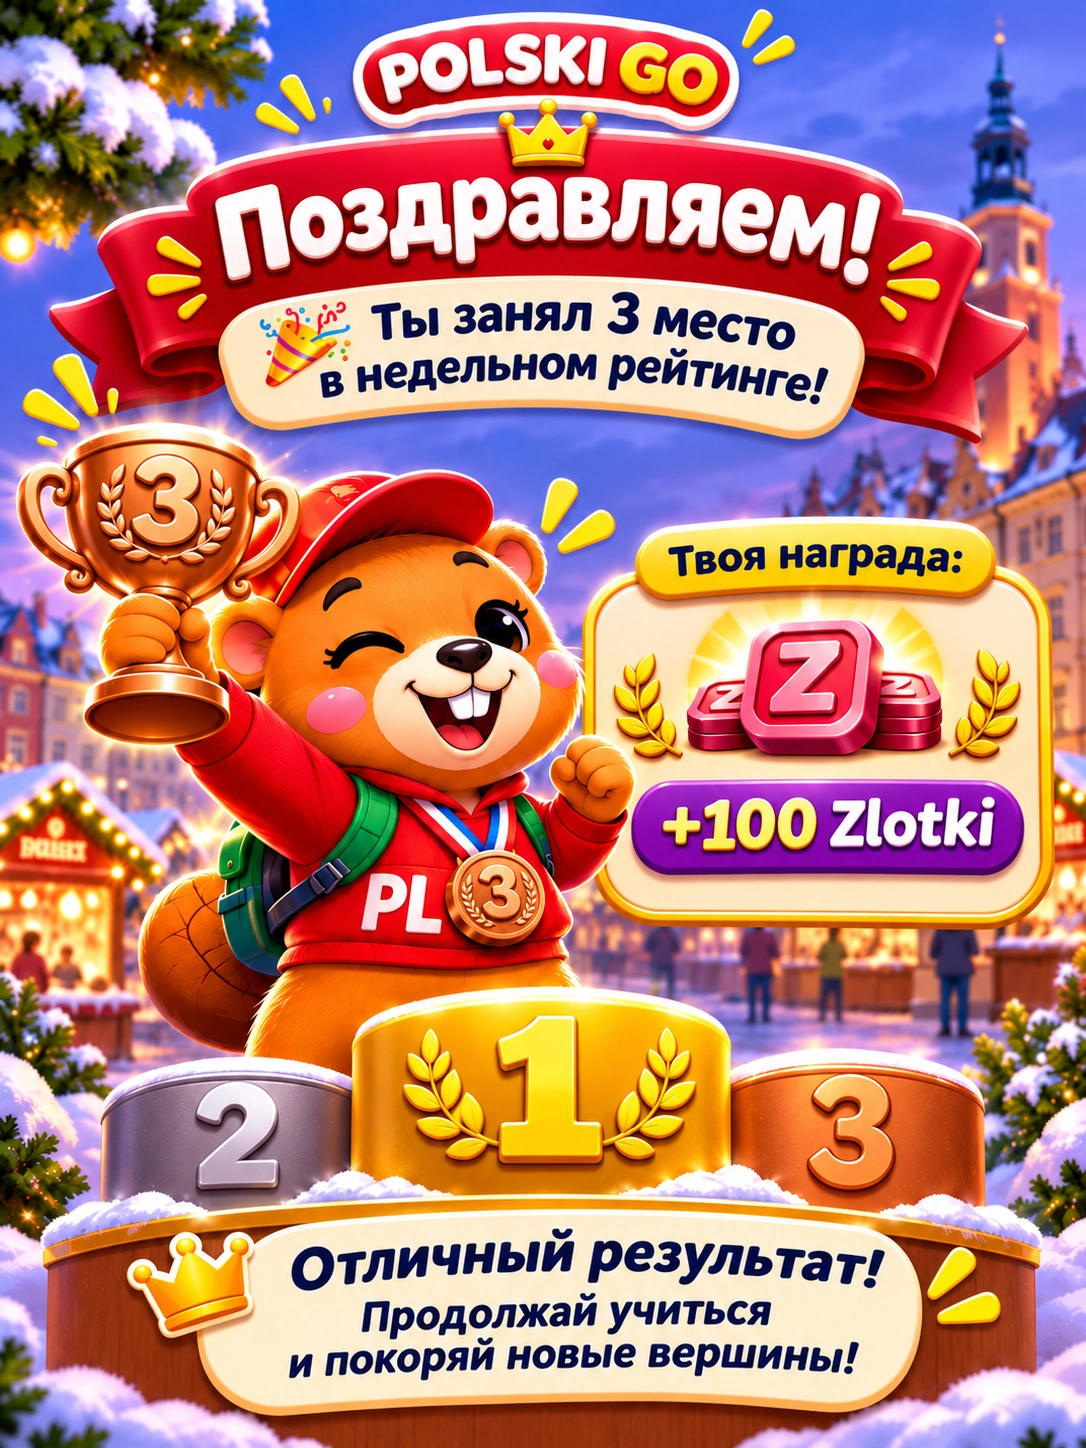 POLSKI GO
Поздравляем!
Ты занял 3 место
в недельном рейтинге!
3
Твоя награда:
Z Z Z
+100 Zlotki
PL
3
2
1
3
Отличный результат!
Продолжай учиться
и покоряй новые вершины!